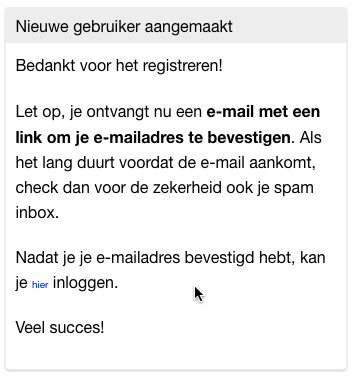 Nieuwe gebruiker aangemaakt
Bedankt voor het registreren!
Let op, je ontvangt nu een e-mail met een
link om je e-mailadres te bevestigen. Als
het lang duurt voordat de e-mail aankomt,
check dan voor de zekerheid ook je spam
inbox.
Nadat je je e-mailadres bevestigd hebt, kan
je hier inloggen.
Veel succes!